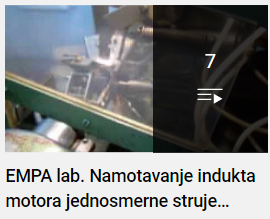 7
EMPA lab. Namotavanje indukta
motora jednosmerne struje...